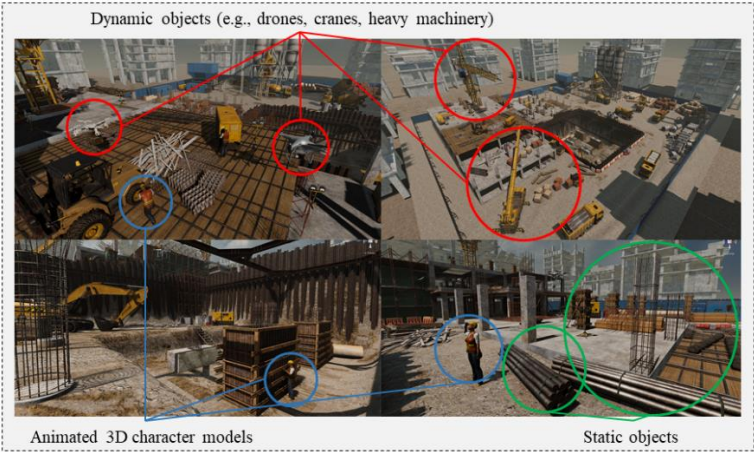 Dynamic objects (e.g., drones, cranes, heavy machinery)
Animated 3D character models
Static objects